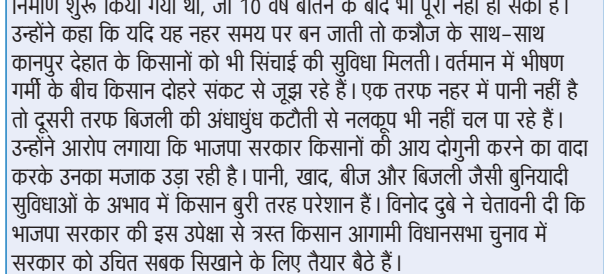 निर्माण शुरू किया गया था, जो 10 वर्ष बीतने के बाद भी पूरा नहीं हो सका है।
उन्होंने कहा कि यदि यह नहर समय पर बन जाती तो कन्नौज के साथ-साथ
कानपुर देहात के किसानों को भी सिंचाई की सुविधा मिलती। वर्तमान में भीषण
गर्मी के बीच किसान दोहरे संकट से जूझ रहे हैं। एक तरफ नहर में पानी नहीं है
तो दूसरी तरफ बिजली की अंधाधुंध कटौती से नलकूप भी नहीं चल पा रहे हैं।
उन्होंने आरोप लगाया कि भाजपा सरकार किसानों की आय दोगुनी करने का वादा
करके उनका मजाक उड़ा रही है। पानी, खाद, बीज और बिजली जैसी बुनियादी
सुविधाओं के अभाव में किसान बुरी तरह परेशान हैं। विनोद दुबे ने चेतावनी दी कि
भाजपा सरकार की इस उपेक्षा से त्रस्त किसान आगामी विधानसभा चुनाव में
सरकार को उचित सबक सिखाने के लिए तैयार बैठे हैं।